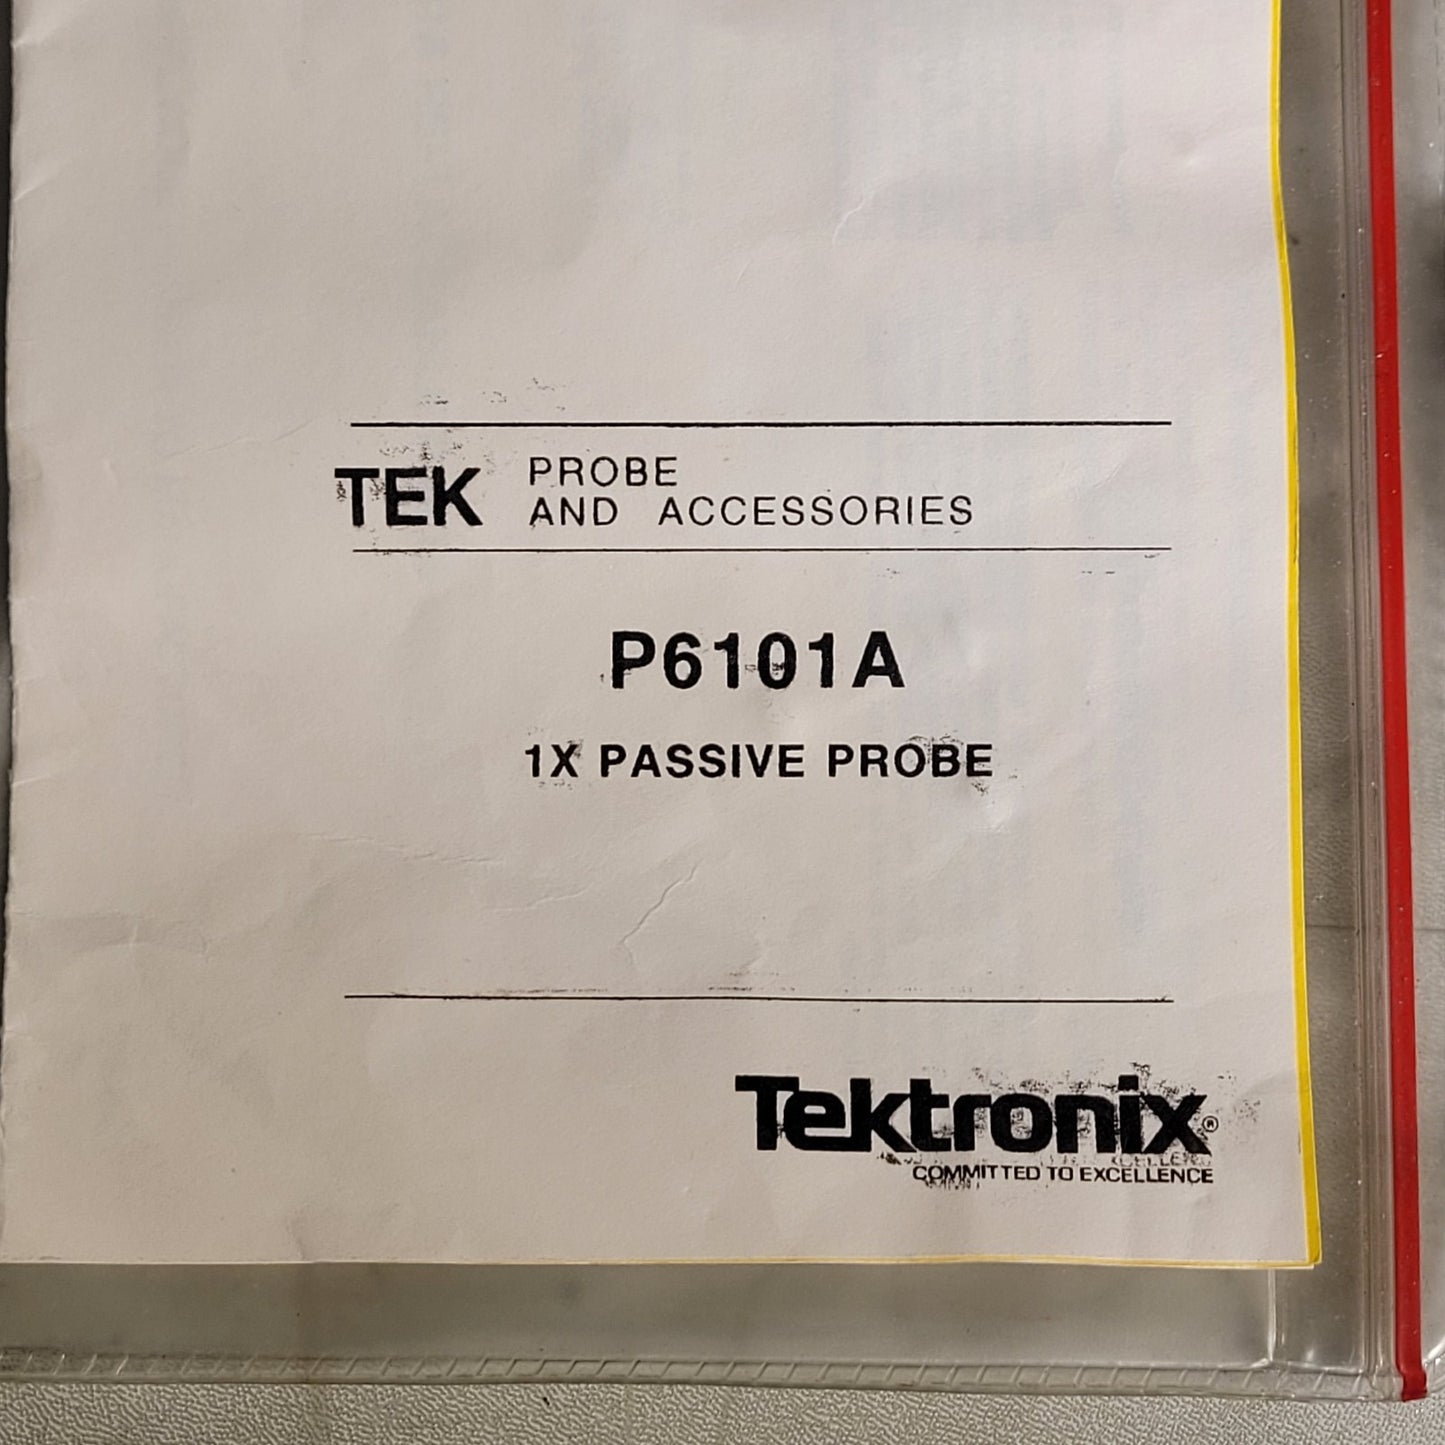 TEK PROBE
AND ACCESSORIES
P6101A
1X PASSIVE PROBE
Tektronix®
COMMITTED TO EXCELLENCE